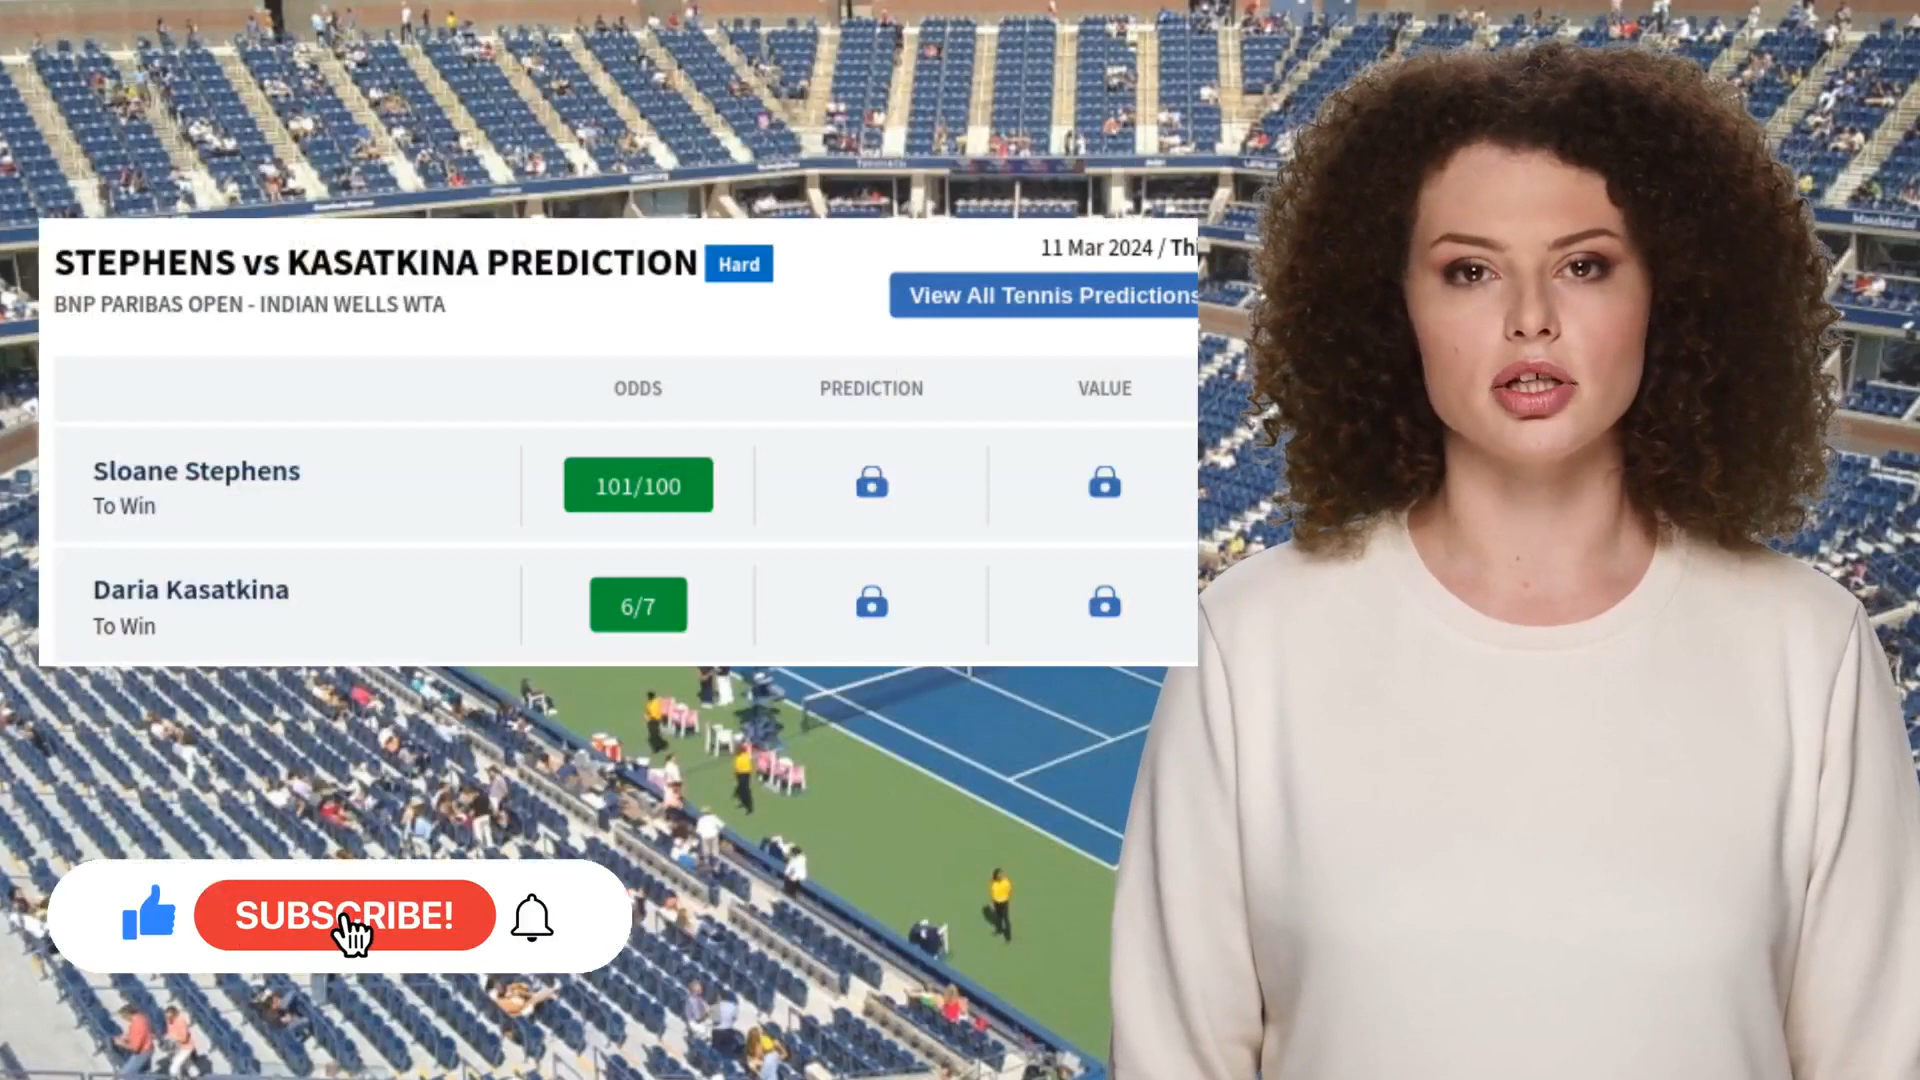 STEPHENS vs KASATKINA PREDICTION Hard
BNP PARIBAS OPEN - INDIAN WELLS WTA
11 Mar 2024 / Thi
View All Tennis Predictions
ODDS PREDICTION VALUE
Sloane Stephens
To Win
101/100
Daria Kasatkina
To Win
6/7
SUBSCRIBE!